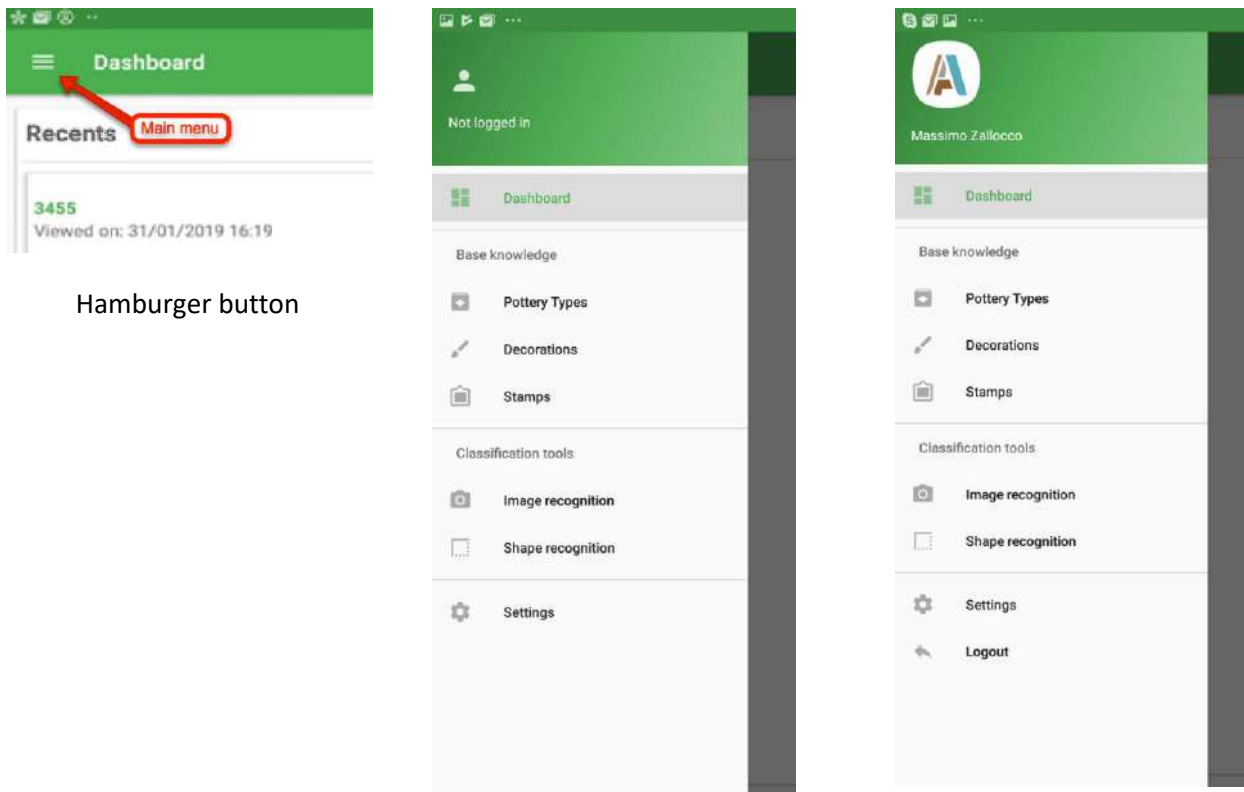 Dashboard
Main menu
Recents
3455
Viewed on: 31/01/2019 16:19
Hamburger button
Not logged in
Dashboard
Base knowledge
Pottery Types
Decorations
Stamps
Classification tools
Image recognition
Shape recognition
Settings
Massimo Zallocco
Dashboard
Base knowledge
Pottery Types
Decorations
Stamps
Classification tools
Image recognition
Shape recognition
Settings
Logout